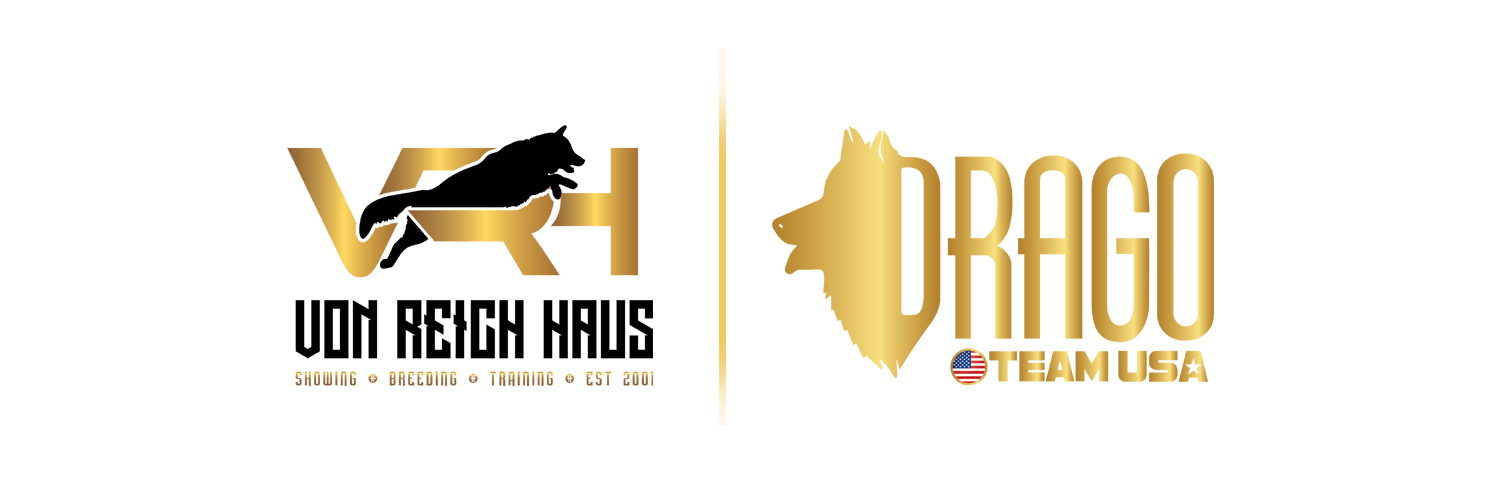 VRH
VON REICH HAUS
SHOWING BREEDING TRAINING EST 2001
DRAGO
TEAM USA